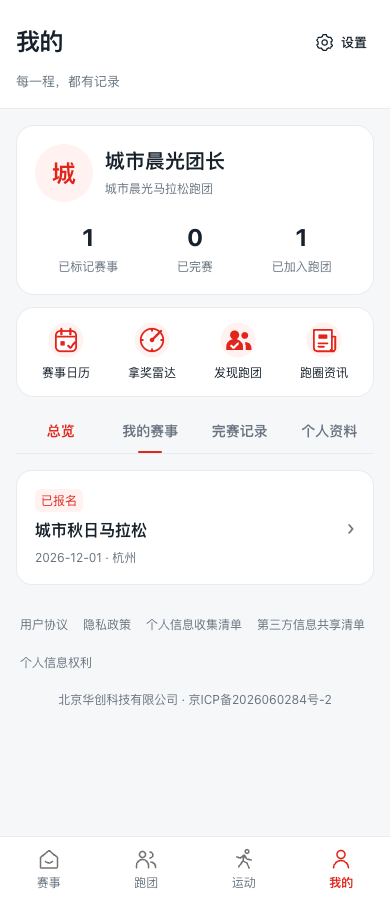 我的
设置
每一程，都有记录
城
城市晨光团长
城市晨光马拉松跑团
1 0 1
已标记赛事 已完赛 已加入跑团
赛事日历 拿奖雷达 发现跑团 跑圈资讯
总览 我的赛事 完赛记录 个人资料
已报名
城市秋日马拉松
2026-12-01 · 杭州
用户协议 隐私政策 个人信息收集清单 第三方信息共享清单
个人信息权利
北京华创科技有限公司 · 京ICP备2026060284号-2
赛事 跑团 运动 我的